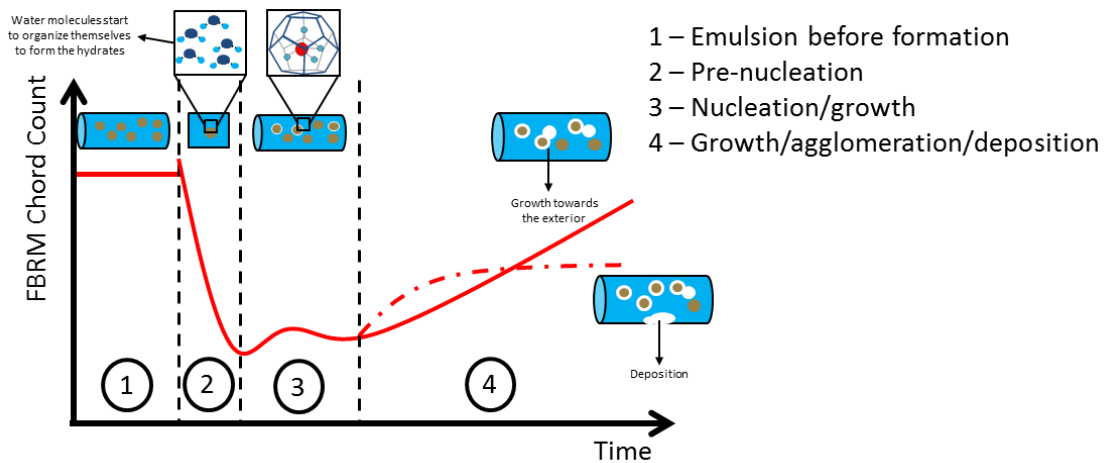 Water molecules start
to organize themselves
to form the hydrates
1 – Emulsion before formation
2 – Pre-nucleation
3 – Nucleation/growth
4 – Growth/agglomeration/deposition
FBRM Chord Count
Growth towards
the exterior
Deposition
1
2
3
4
Time